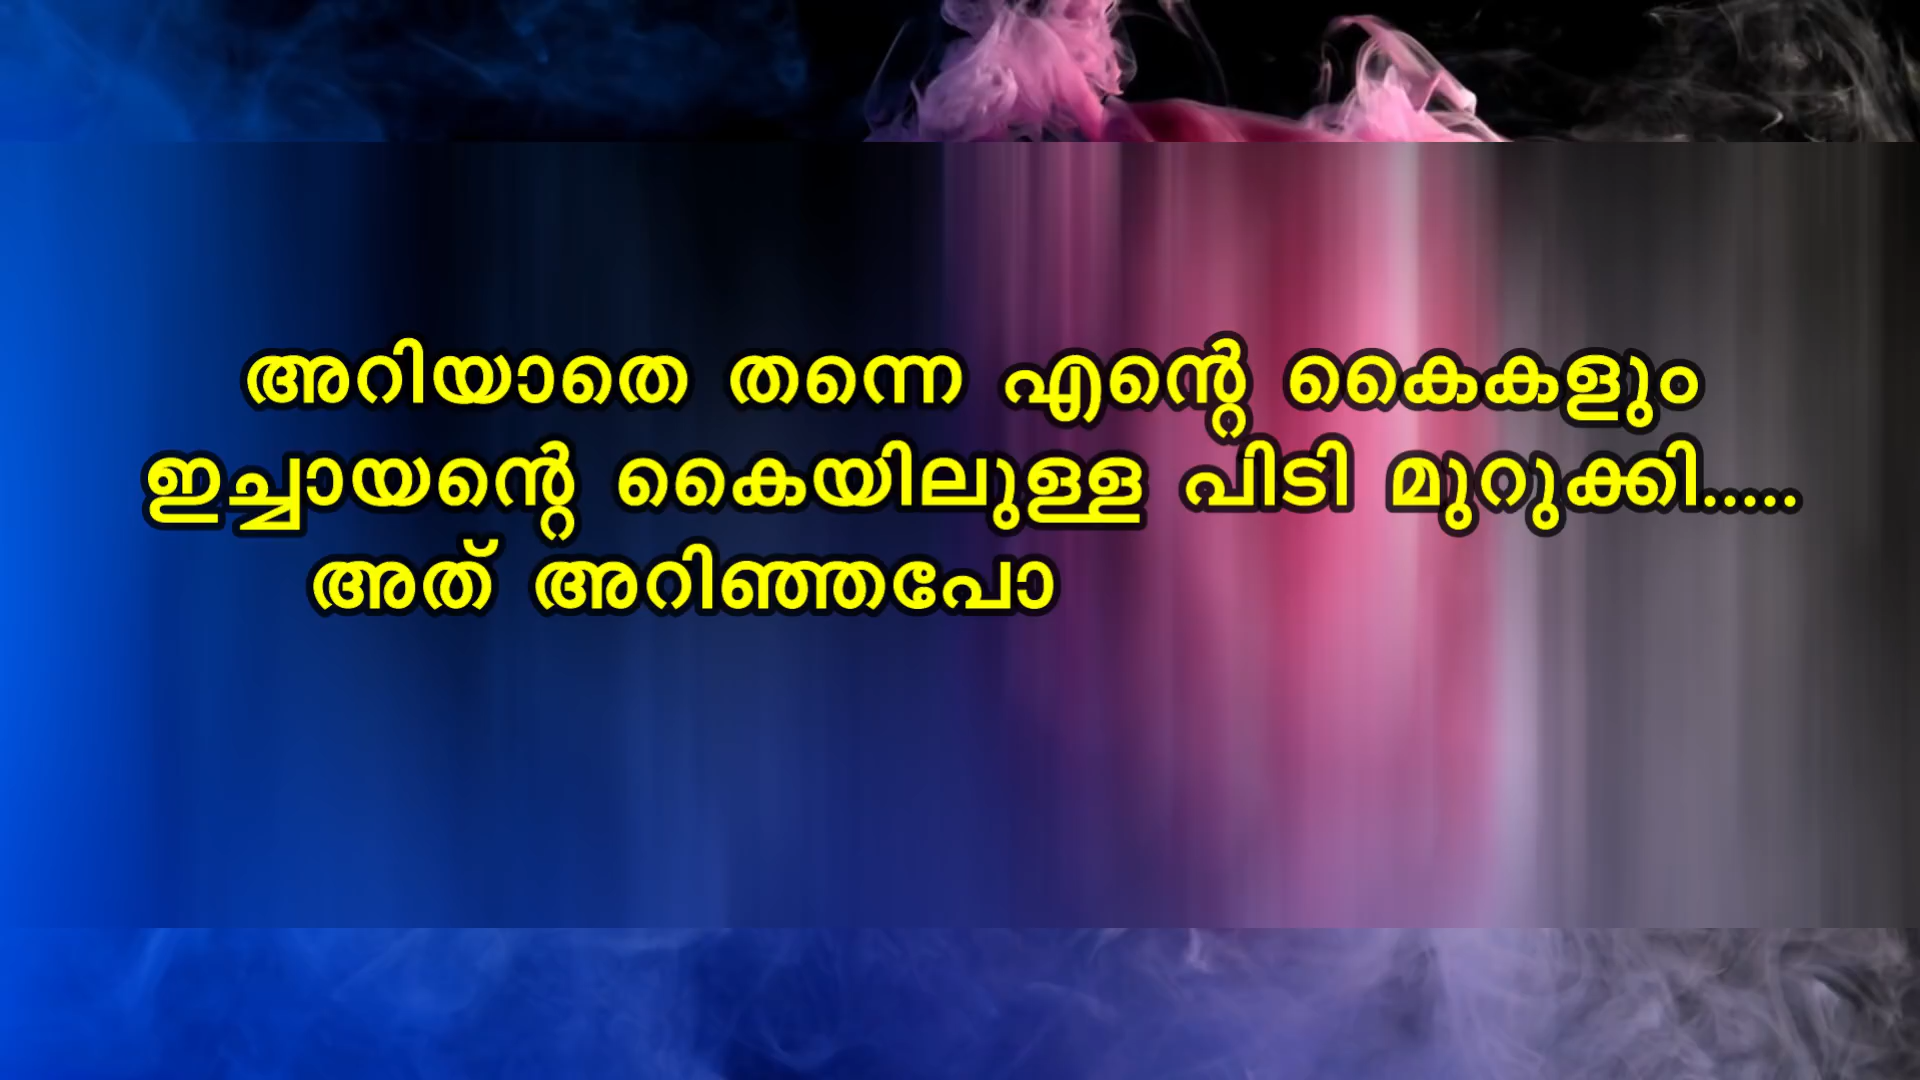 അറിയാതെ തന്നെ എന്റെ കൈകളും
ഇച്ചായന്റെ കൈയിലുള്ള പിടി മുറുക്കി.....
അത് അറിഞ്ഞപോ